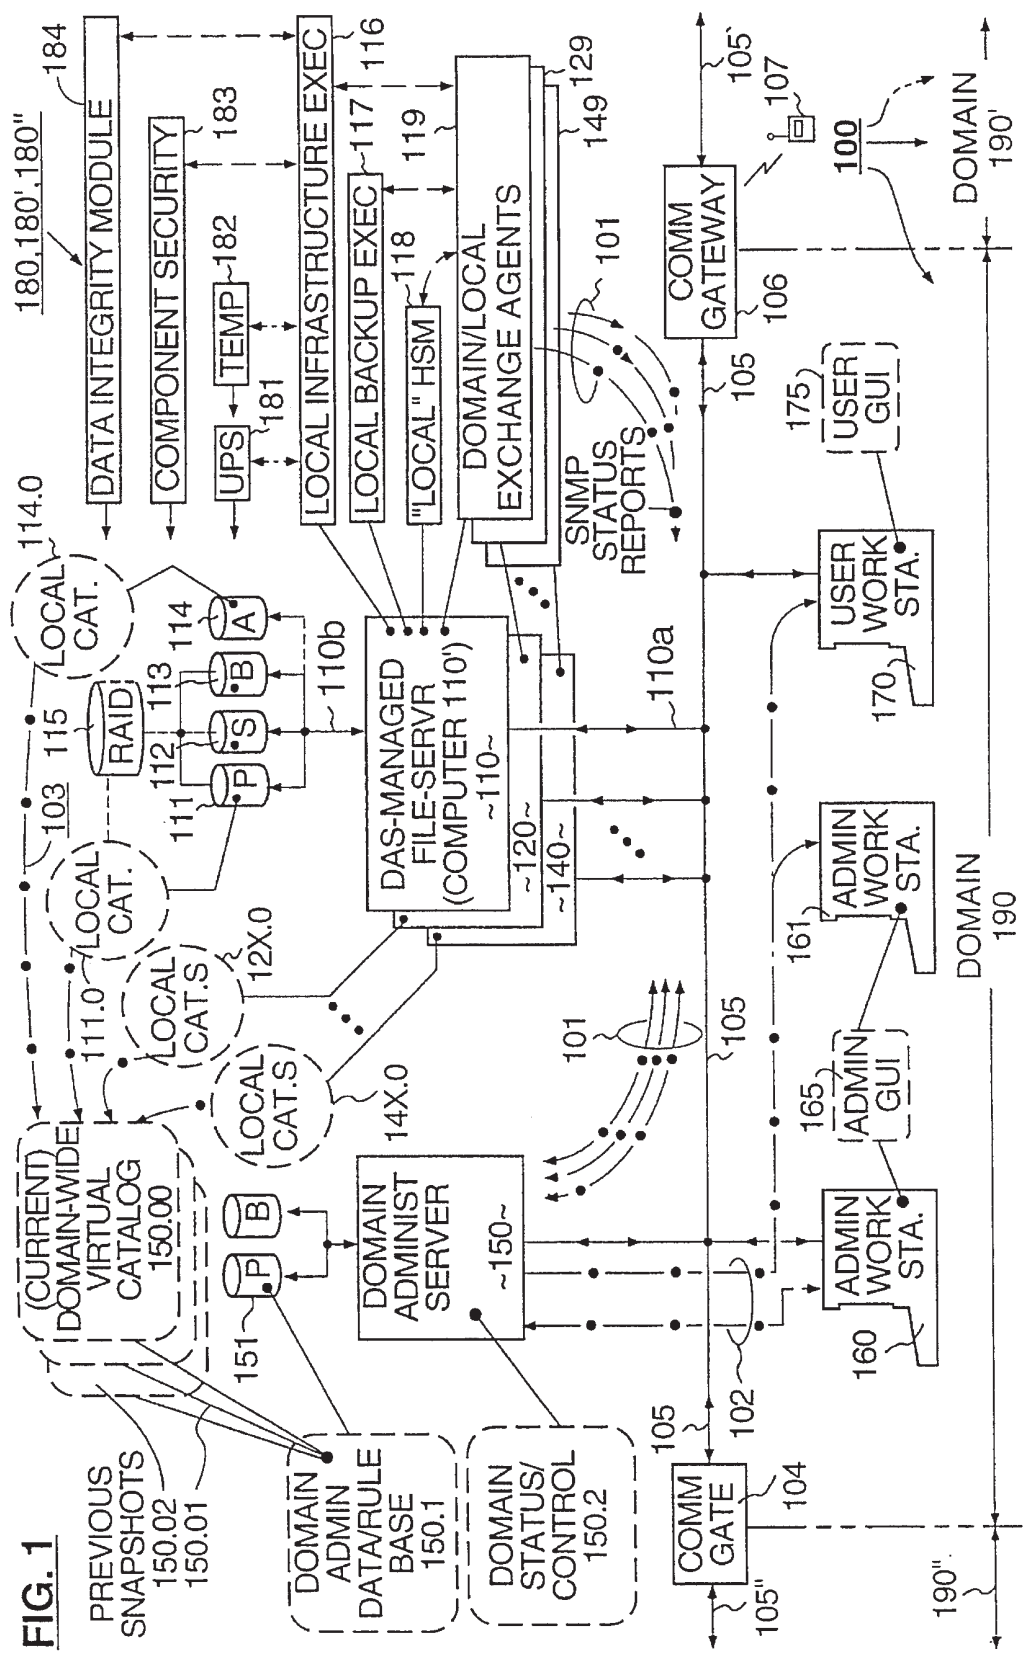 FIG. 1
PREVIOUS
SNAPSHOTS
150.02
150.01
(CURRENT)
DOMAIN-WIDE
VIRTUAL
CATALOG
150.00
103
LOCAL
CAT.
111.0
LOCAL
CAT.
114.0
LOCAL
CAT.S
12X.0
LOCAL
CAT.S
14X.0
115
RAID
111
P
112
S
113
B
114
A
110b
180,180',180"
DATA INTEGRITY MODULE
184
COMPONENT SECURITY
183
UPS
181
TEMP
182
LOCAL INFRASTRUCTURE EXEC
116
LOCAL BACKUP EXEC
117
"LOCAL" HSM
118
DOMAIN/LOCAL
EXCHANGE AGENTS
119
129
149
DOMAIN
ADMIN
DATA/RULE
BASE
150.1
DOMAIN
STATUS/
CONTROL
150.2
151
P
B
DOMAIN
ADMINIST
SERVER
~150~
DAS-MANAGED
FILE-SERVR
(COMPUTER 110')
~110~
~120~
~140~
110a
101
SNMP
STATUS
REPORTS
101
COMM
GATE
104
105"
105
102
105
105
COMM
GATEWAY
106
105'
107
100
ADMIN
WORK
STA.
160
165
ADMIN
GUI
161
ADMIN
WORK
STA.
USER
WORK
STA.
170
175
USER
GUI
190"
DOMAIN
190
DOMAIN
190'